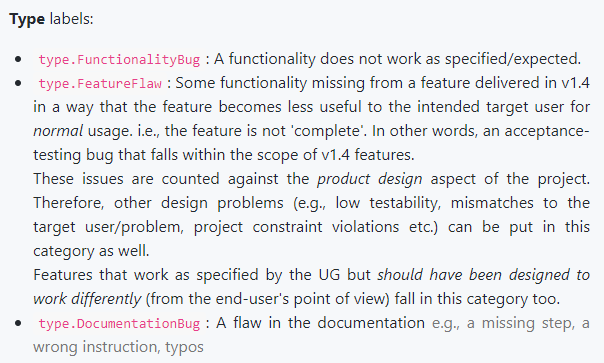 Type labels:
• type.FunctionalityBug : A functionality does not work as specified/expected.
• type.FeatureFlaw : Some functionality missing from a feature delivered in v1.4
in a way that the feature becomes less useful to the intended target user for
normal usage. i.e., the feature is not 'complete'. In other words, an acceptance-
testing bug that falls within the scope of v1.4 features.
These issues are counted against the product design aspect of the project.
Therefore, other design problems (e.g., low testability, mismatches to the
target user/problem, project constraint violations etc.) can be put in this
category as well.
Features that work as specified by the UG but should have been designed to
work differently (from the end-user's point of view) fall in this category too.
• type.DocumentationBug : A flaw in the documentation e.g., a missing step, a
wrong instruction, typos